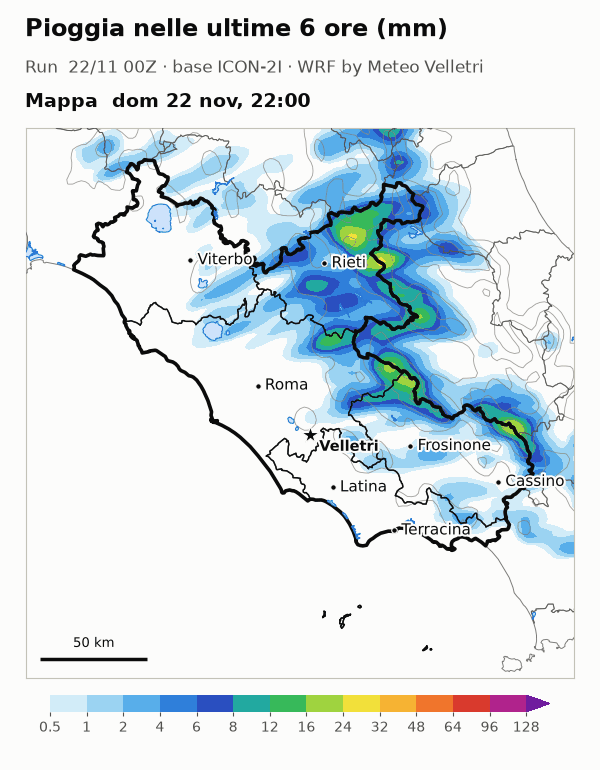 Pioggia nelle ultime 6 ore (mm)
Run  22/11 00Z · base ICON-2I · WRF by Meteo Velletri
Mappa  dom 22 nov, 22:00
Viterbo
Rieti
Roma
Velletri
Frosinone
Latina
Cassino
Terracina
50 km
0.5 1 2 4 6 8 12 16 24 32 48 64 96 128